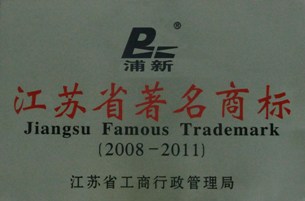 ®
浦新
江苏省著名商标
Jiangsu Famous Trademark
(2008-2011)
江苏省工商行政管理局